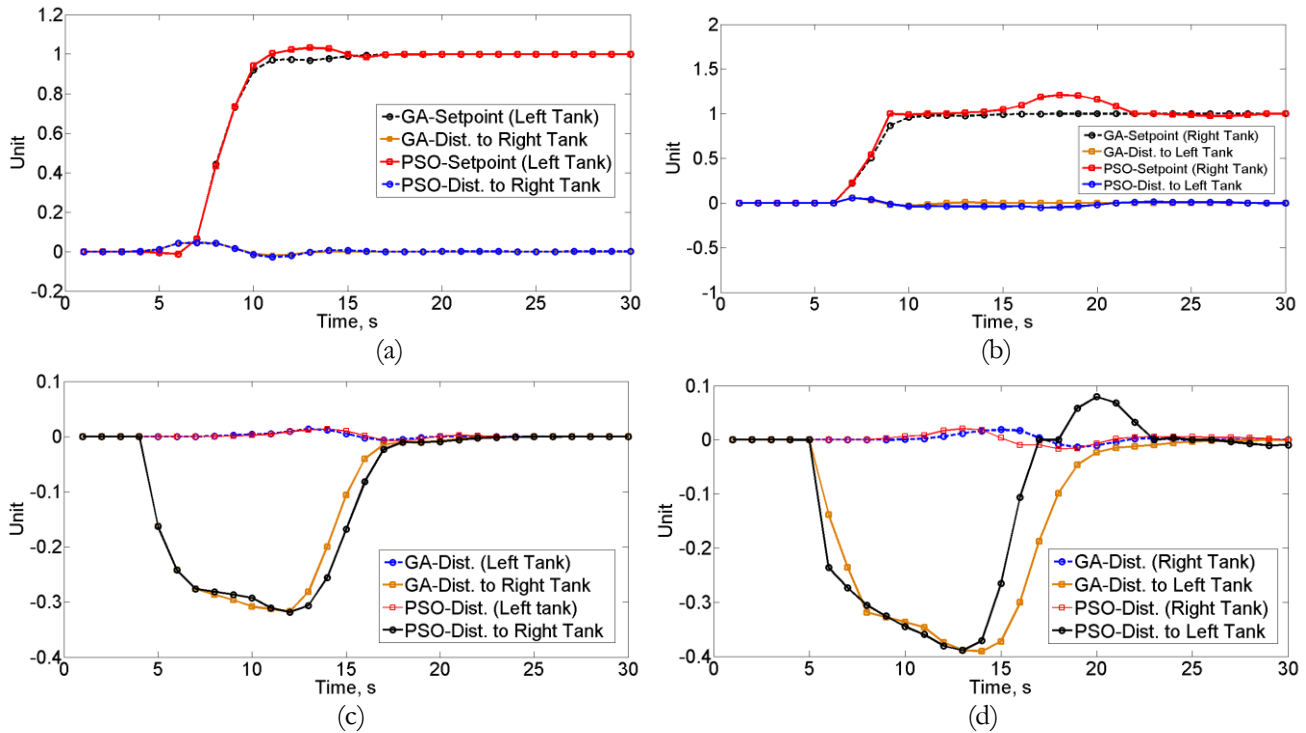 1.2
1
0.8
0.6
0.4
0.2
0
-0.2
Unit
0 5 10 15 20 25 30
Time, s
GA-Setpoint (Left Tank)
GA-Dist. to Right Tank
PSO-Setpoint (Left Tank)
PSO-Dist. to Right Tank
(a)
2
1.5
1
0.5
0
-0.5
-1
Unit
0 5 10 15 20 25 30
Time, s
GA-Setpoint (Right Tank)
GA-Dist. to Left Tank
PSO-Setpoint (Right Tank)
PSO-Dist. to Left Tank
(b)
0.1
0
-0.1
-0.2
-0.3
-0.4
Unit
0 5 10 15 20 25 30
Time, s
GA-Dist. (Left Tank)
GA-Dist. to Right Tank
PSO-Dist. (Left tank)
PSO-Dist. to Right Tank
(c)
0.1
0
-0.1
-0.2
-0.3
-0.4
Unit
0 5 10 15 20 25 30
Time, s
GA-Dist. (Right Tank)
GA-Dist. to Left Tank
PSO-Dist. (Right Tank)
PSO-Dist. to Left Tank
(d)